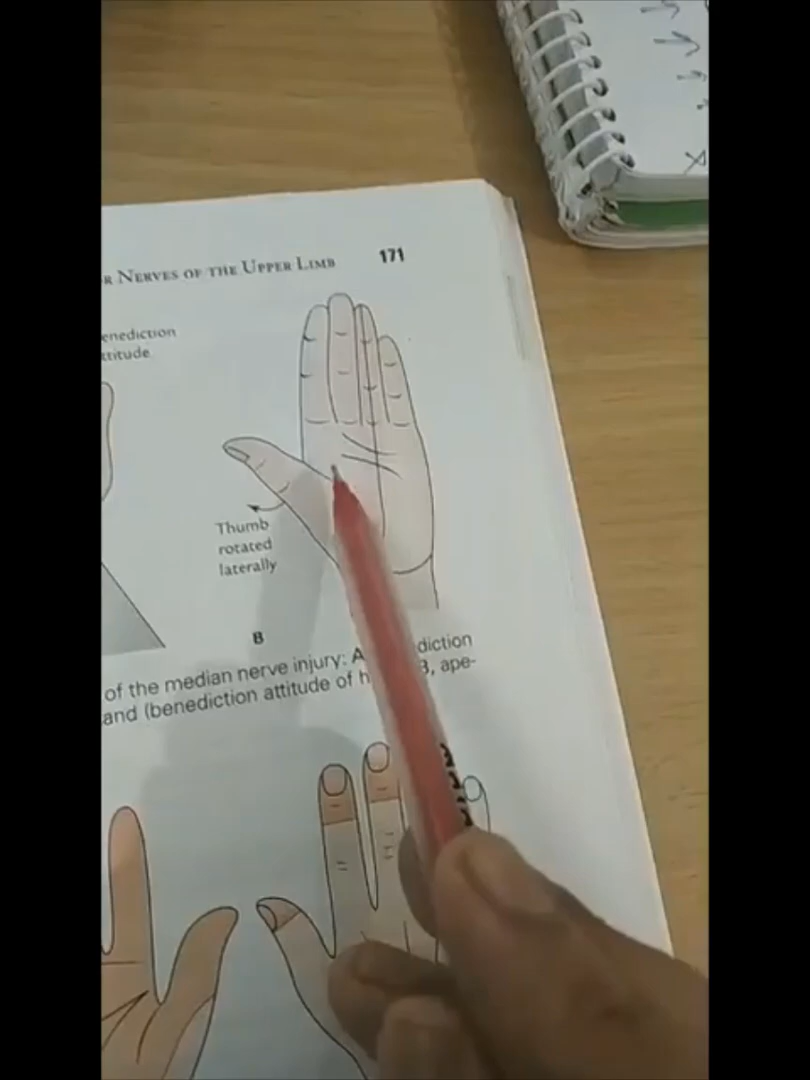 R NERVES OF THE UPPER LIMB 171
enediction
ttitude
Thumb
rotated
laterally
B
of the median nerve injury: A diction
and (benediction attitude of h B, ape-